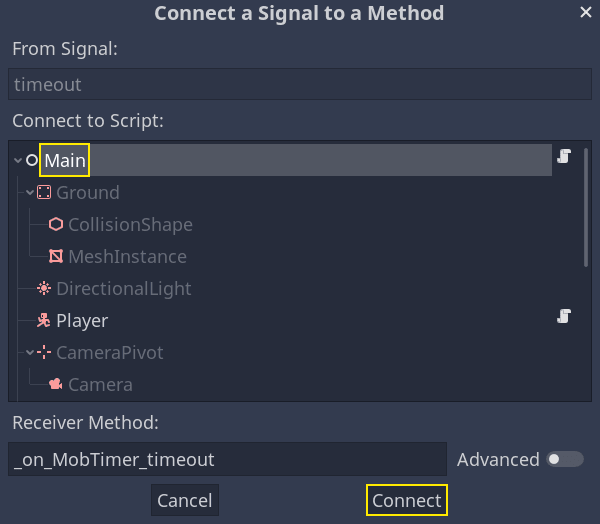 Connect a Signal to a Method
From Signal:
timeout
Connect to Script:
Main
Ground
CollisionShape
MeshInstance
DirectionalLight
Player
CameraPivot
Camera
Receiver Method:
_on_MobTimer_timeout
Advanced
Cancel
Connect